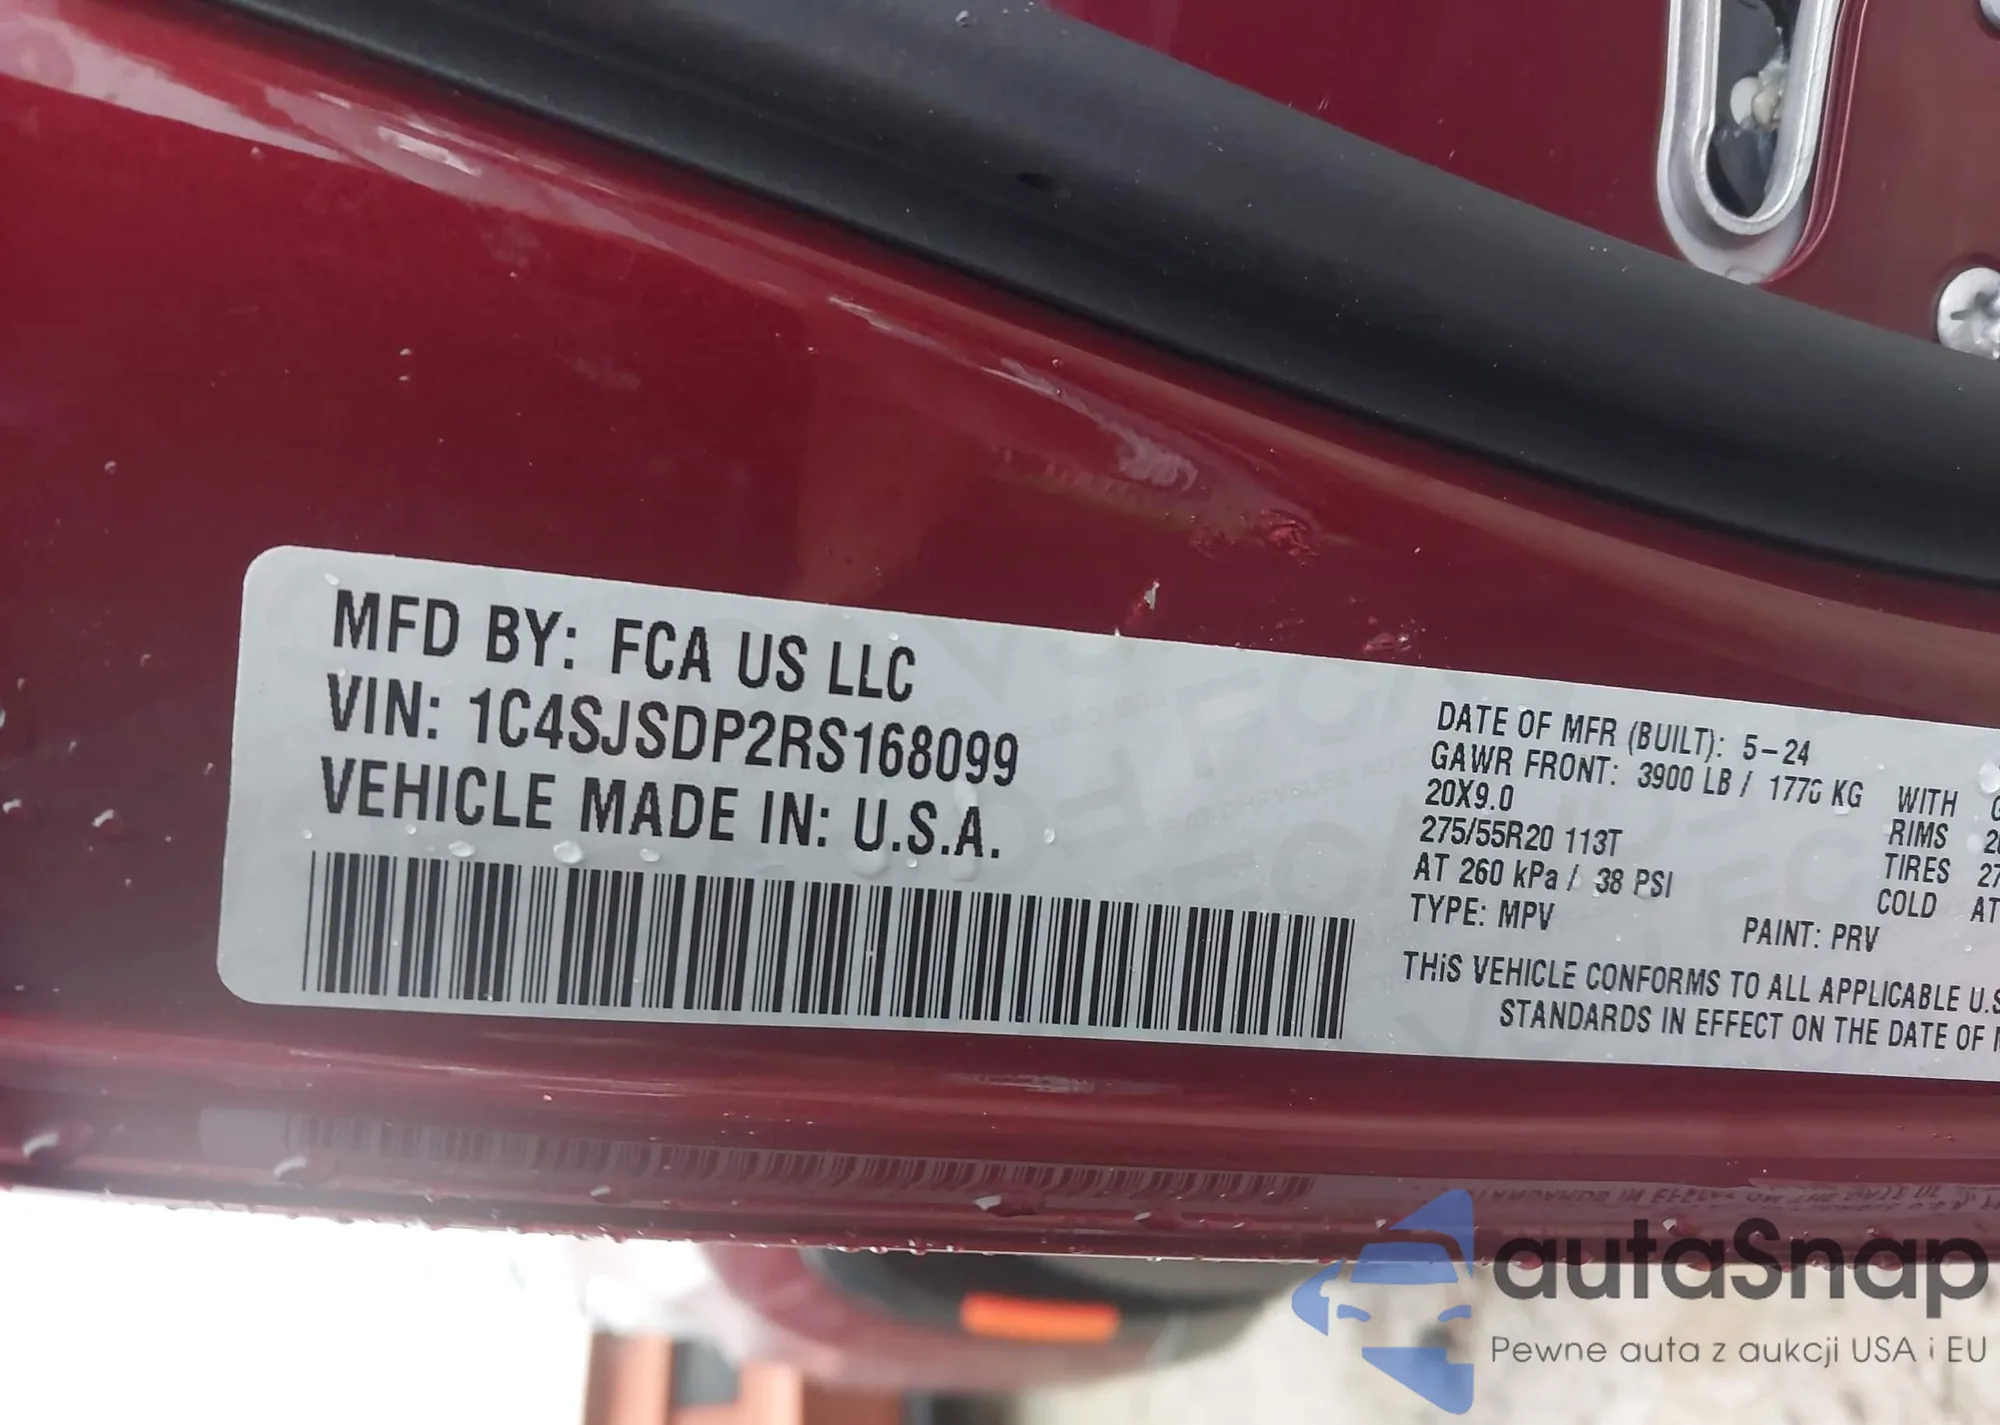 MFD BY: FCA US LLC
VIN: 1C4SJSDP2RS168099
VEHICLE MADE IN: U.S.A.
DATE OF MFR (BUILT): 5-24
GAWR FRONT: 3900 LB / 1770 KG WITH
20X9.0 RIMS
275/55R20 113T TIRES
AT 260 kPa / 38 PSI COLD AT
TYPE: MPV PAINT: PRV
THiS VEHICLE CONFORMS TO ALL APPLICABLE U.S
STANDARDS IN EFFECT ON THE DATE OF
autaSnap
Pewne auta z aukcji USA i EU